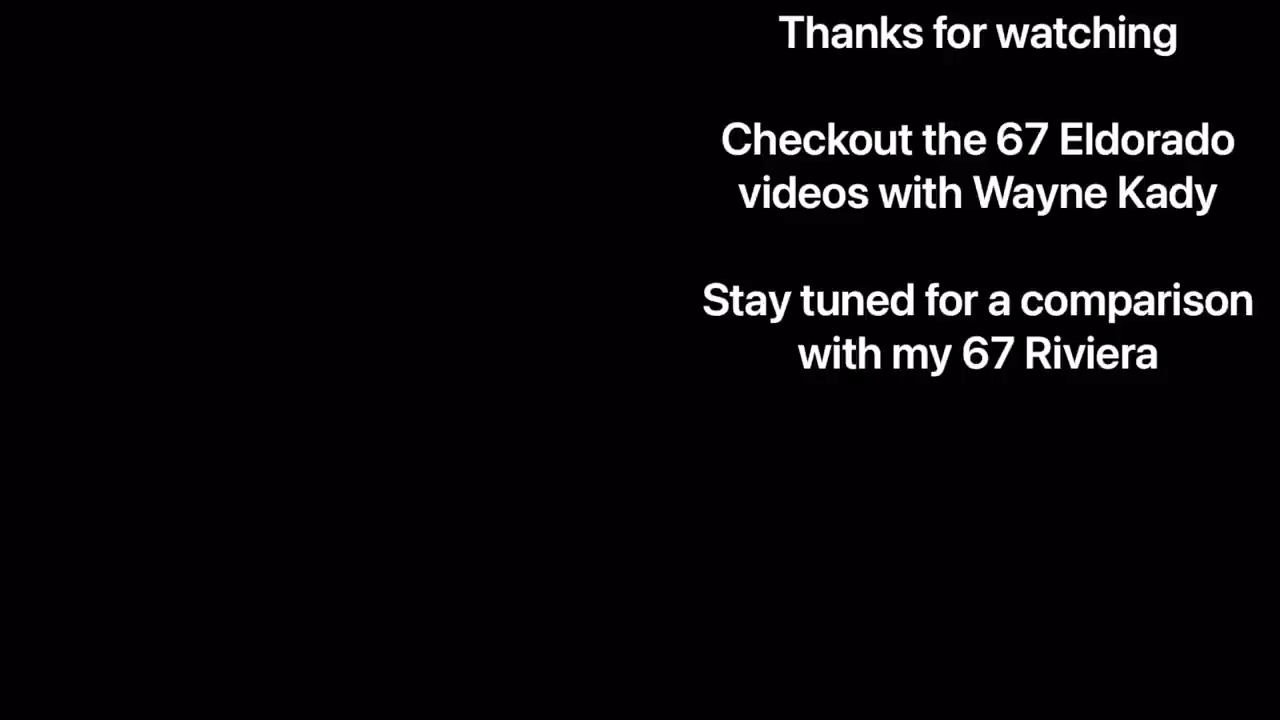 Thanks for watching
Checkout the 67 Eldorado
videos with Wayne Kady
Stay tuned for a comparison
with my 67 Riviera